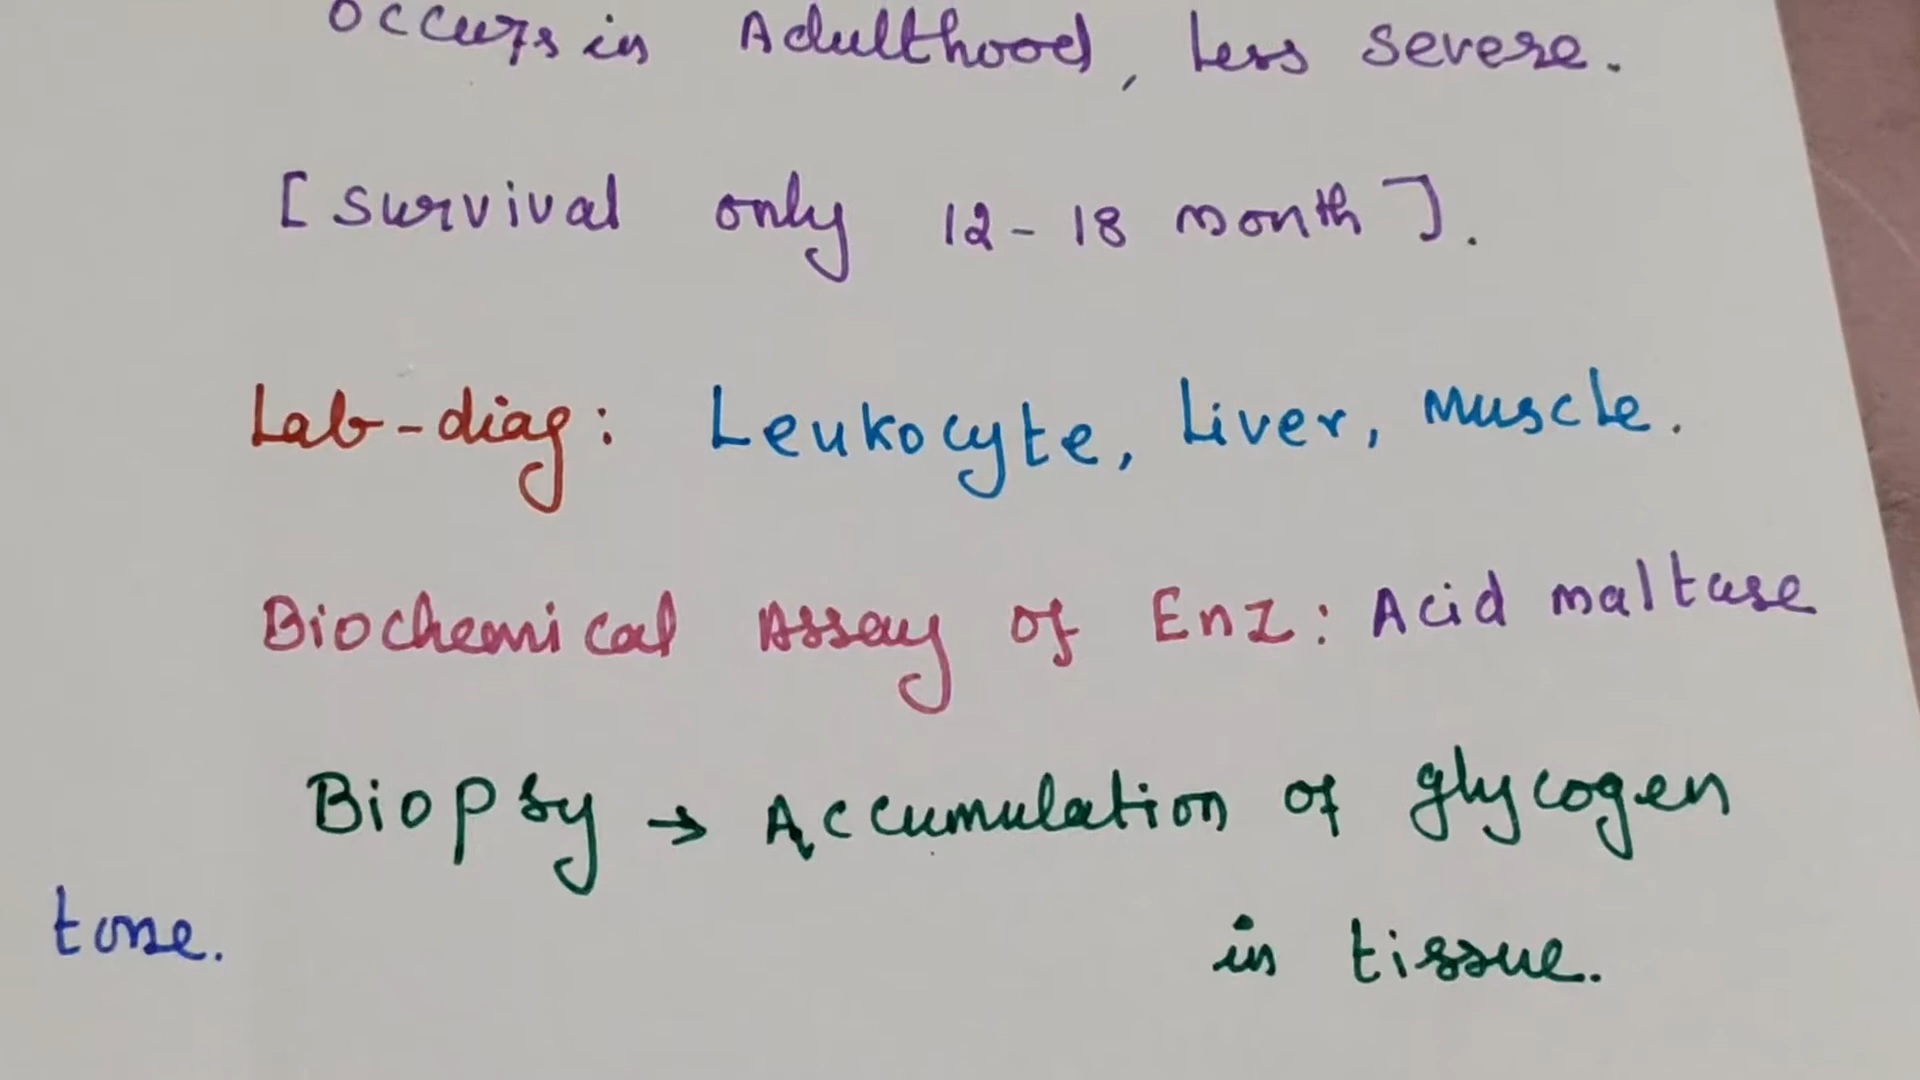 occurs in Adulthood, Less severe.
[survival only 12-18 month].
Lab-diag: Leukocyte, Liver, Muscle.
Biochemical Assay of Enz: Acid maltase
Biopsy → Accumulation of glycogen
tone.
in tissue.